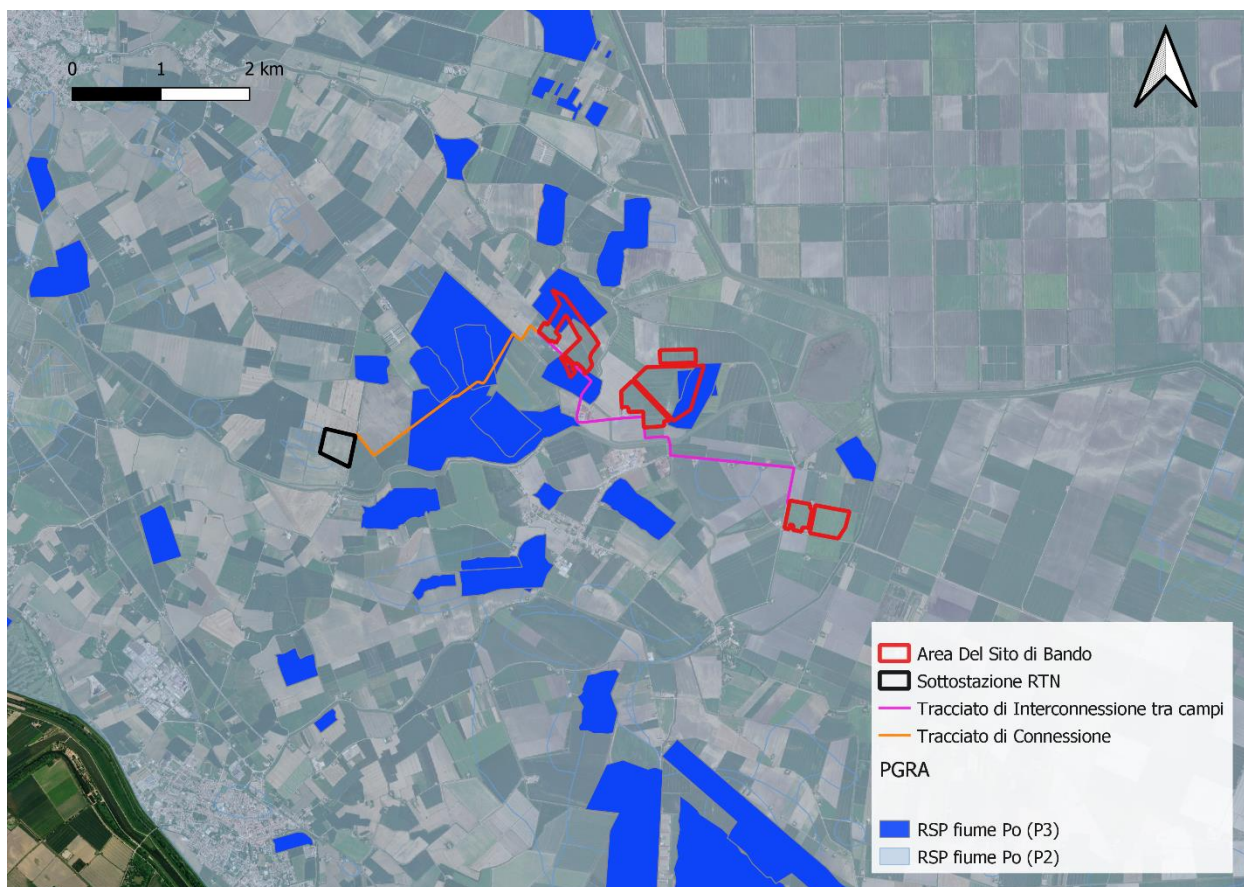 0 1 2 km
Area Del Sito di Bando
Sottostazione RTN
Tracciato di Interconnessione tra campi
Tracciato di Connessione
PGRA
RSP fiume Po (P3)
RSP fiume Po (P2)